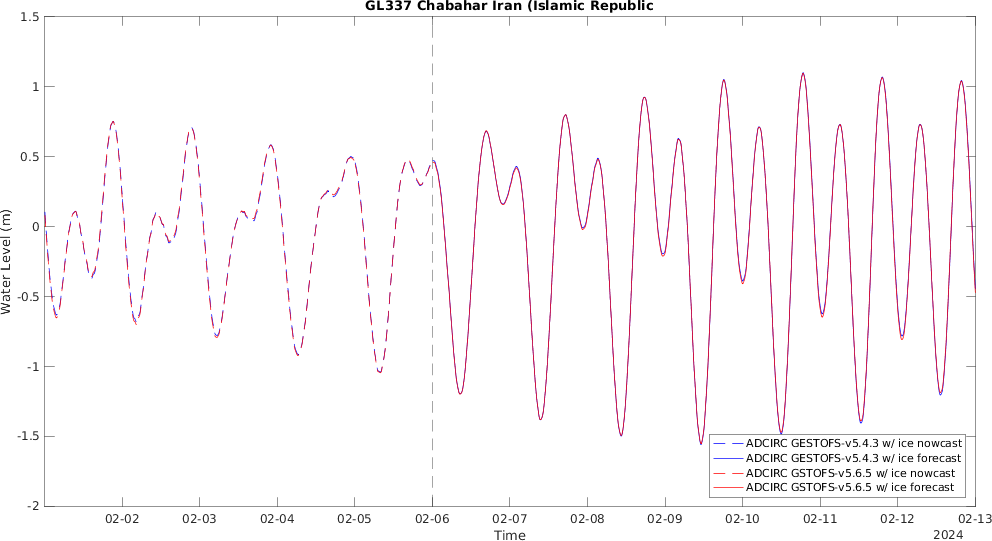 GL337 Chabahar Iran (Islamic Republic
1.5
1
0.5
0
-0.5
-1
-1.5
-2
Water Level (m)
ADCIRC GESTOFS-v5.4.3 w/ ice nowcast
ADCIRC GESTOFS-v5.4.3 w/ ice forecast
ADCIRC GSTOFS-v5.6.5 w/ ice nowcast
ADCIRC GSTOFS-v5.6.5 w/ ice forecast
02-02 02-03 02-04 02-05 02-06 02-07 02-08 02-09 02-10 02-11 02-12 02-13
Time
2024